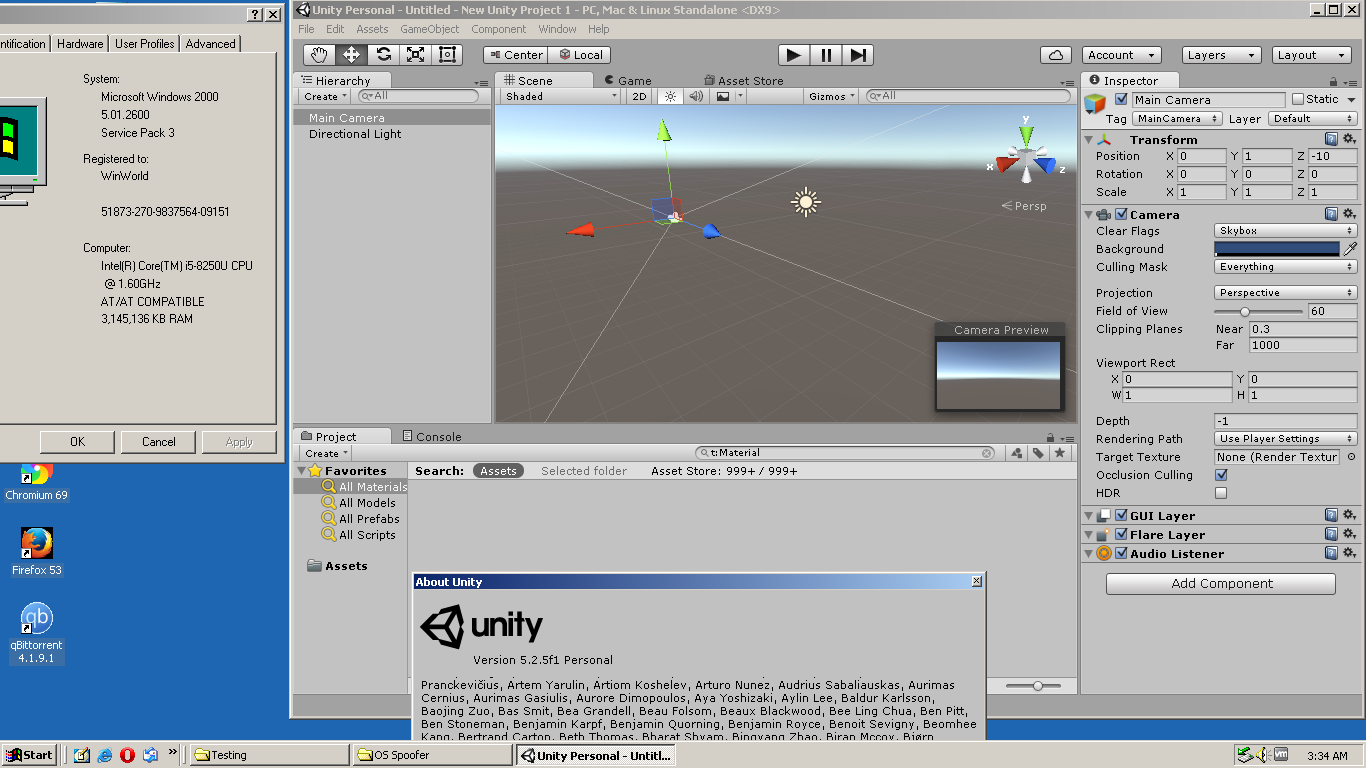 ntification Hardware User Profiles Advanced
System:
Microsoft Windows 2000
5.01.2600
Service Pack 3
Registered to:
WinWorld
51873-270-9837564-09151
Computer:
Intel(R) Core(TM) i5-8250U CPU
@ 1.60GHz
AT/AT COMPATIBLE
3,145,136 KB RAM
OK Cancel Apply
Chromium 69
Firefox 53
qb
qBittorrent
4.1.9.1
Unity Personal - Untitled - New Unity Project 1 - PC, Mac & Linux Standalone <DX9>
File Edit Assets GameObject Component Window Help
Center Local
Account Layers Layout
Hierarchy
Create All
Main Camera
Directional Light
Scene Game Asset Store
Shaded 2D Gizmos All
y
x
z
Persp
Camera Preview
Inspector
Main Camera Static
Tag MainCamera Layer Default
Transform
Position X 0 Y 1 Z -10
Rotation X 0 Y 0 Z 0
Scale X 1 Y 1 Z 1
Camera
Clear Flags Skybox
Background
Culling Mask Everything
Projection Perspective
Field of View 60
Clipping Planes Near 0.3
Far 1000
Viewport Rect
X 0 Y 0
W 1 H 1
Depth -1
Rendering Path Use Player Settings
Target Texture None (Render Textur
Occlusion Culling
HDR
GUI Layer
Flare Layer
Audio Listener
Add Component
Project Console
Create t:Material
Favorites
All Materials
All Models
All Prefabs
All Scripts
Assets
Search: Assets Selected folder Asset Store: 999+ / 999+
About Unity
unity
Version 5.2.5f1 Personal
Pranckevičius, Artem Yarulin, Artiom Koshelev, Arturo Nunez, Audrius Sabaliauskas, Aurimas
Cernius, Aurimas Gasiulis, Aurore Dimopoulos, Aya Yoshizaki, Aylin Lee, Baldur Karlsson,
Baojing Zuo, Bas Smit, Bea Grandell, Beau Folsom, Beaux Blackwood, Bee Ling Chua, Ben Pitt,
Ben Stoneman, Benjamin Karpf, Benjamin Quorning, Benjamin Royce, Benoit Sevigny, Beomhee
Kang, Bertrand Carton, Beth Thomas, Bharat Shyam, Bingyang Zhao, Biran Mccoy, Bjørn
Start Testing OS Spoofer Unity Personal - Untitl... 3:34 AM